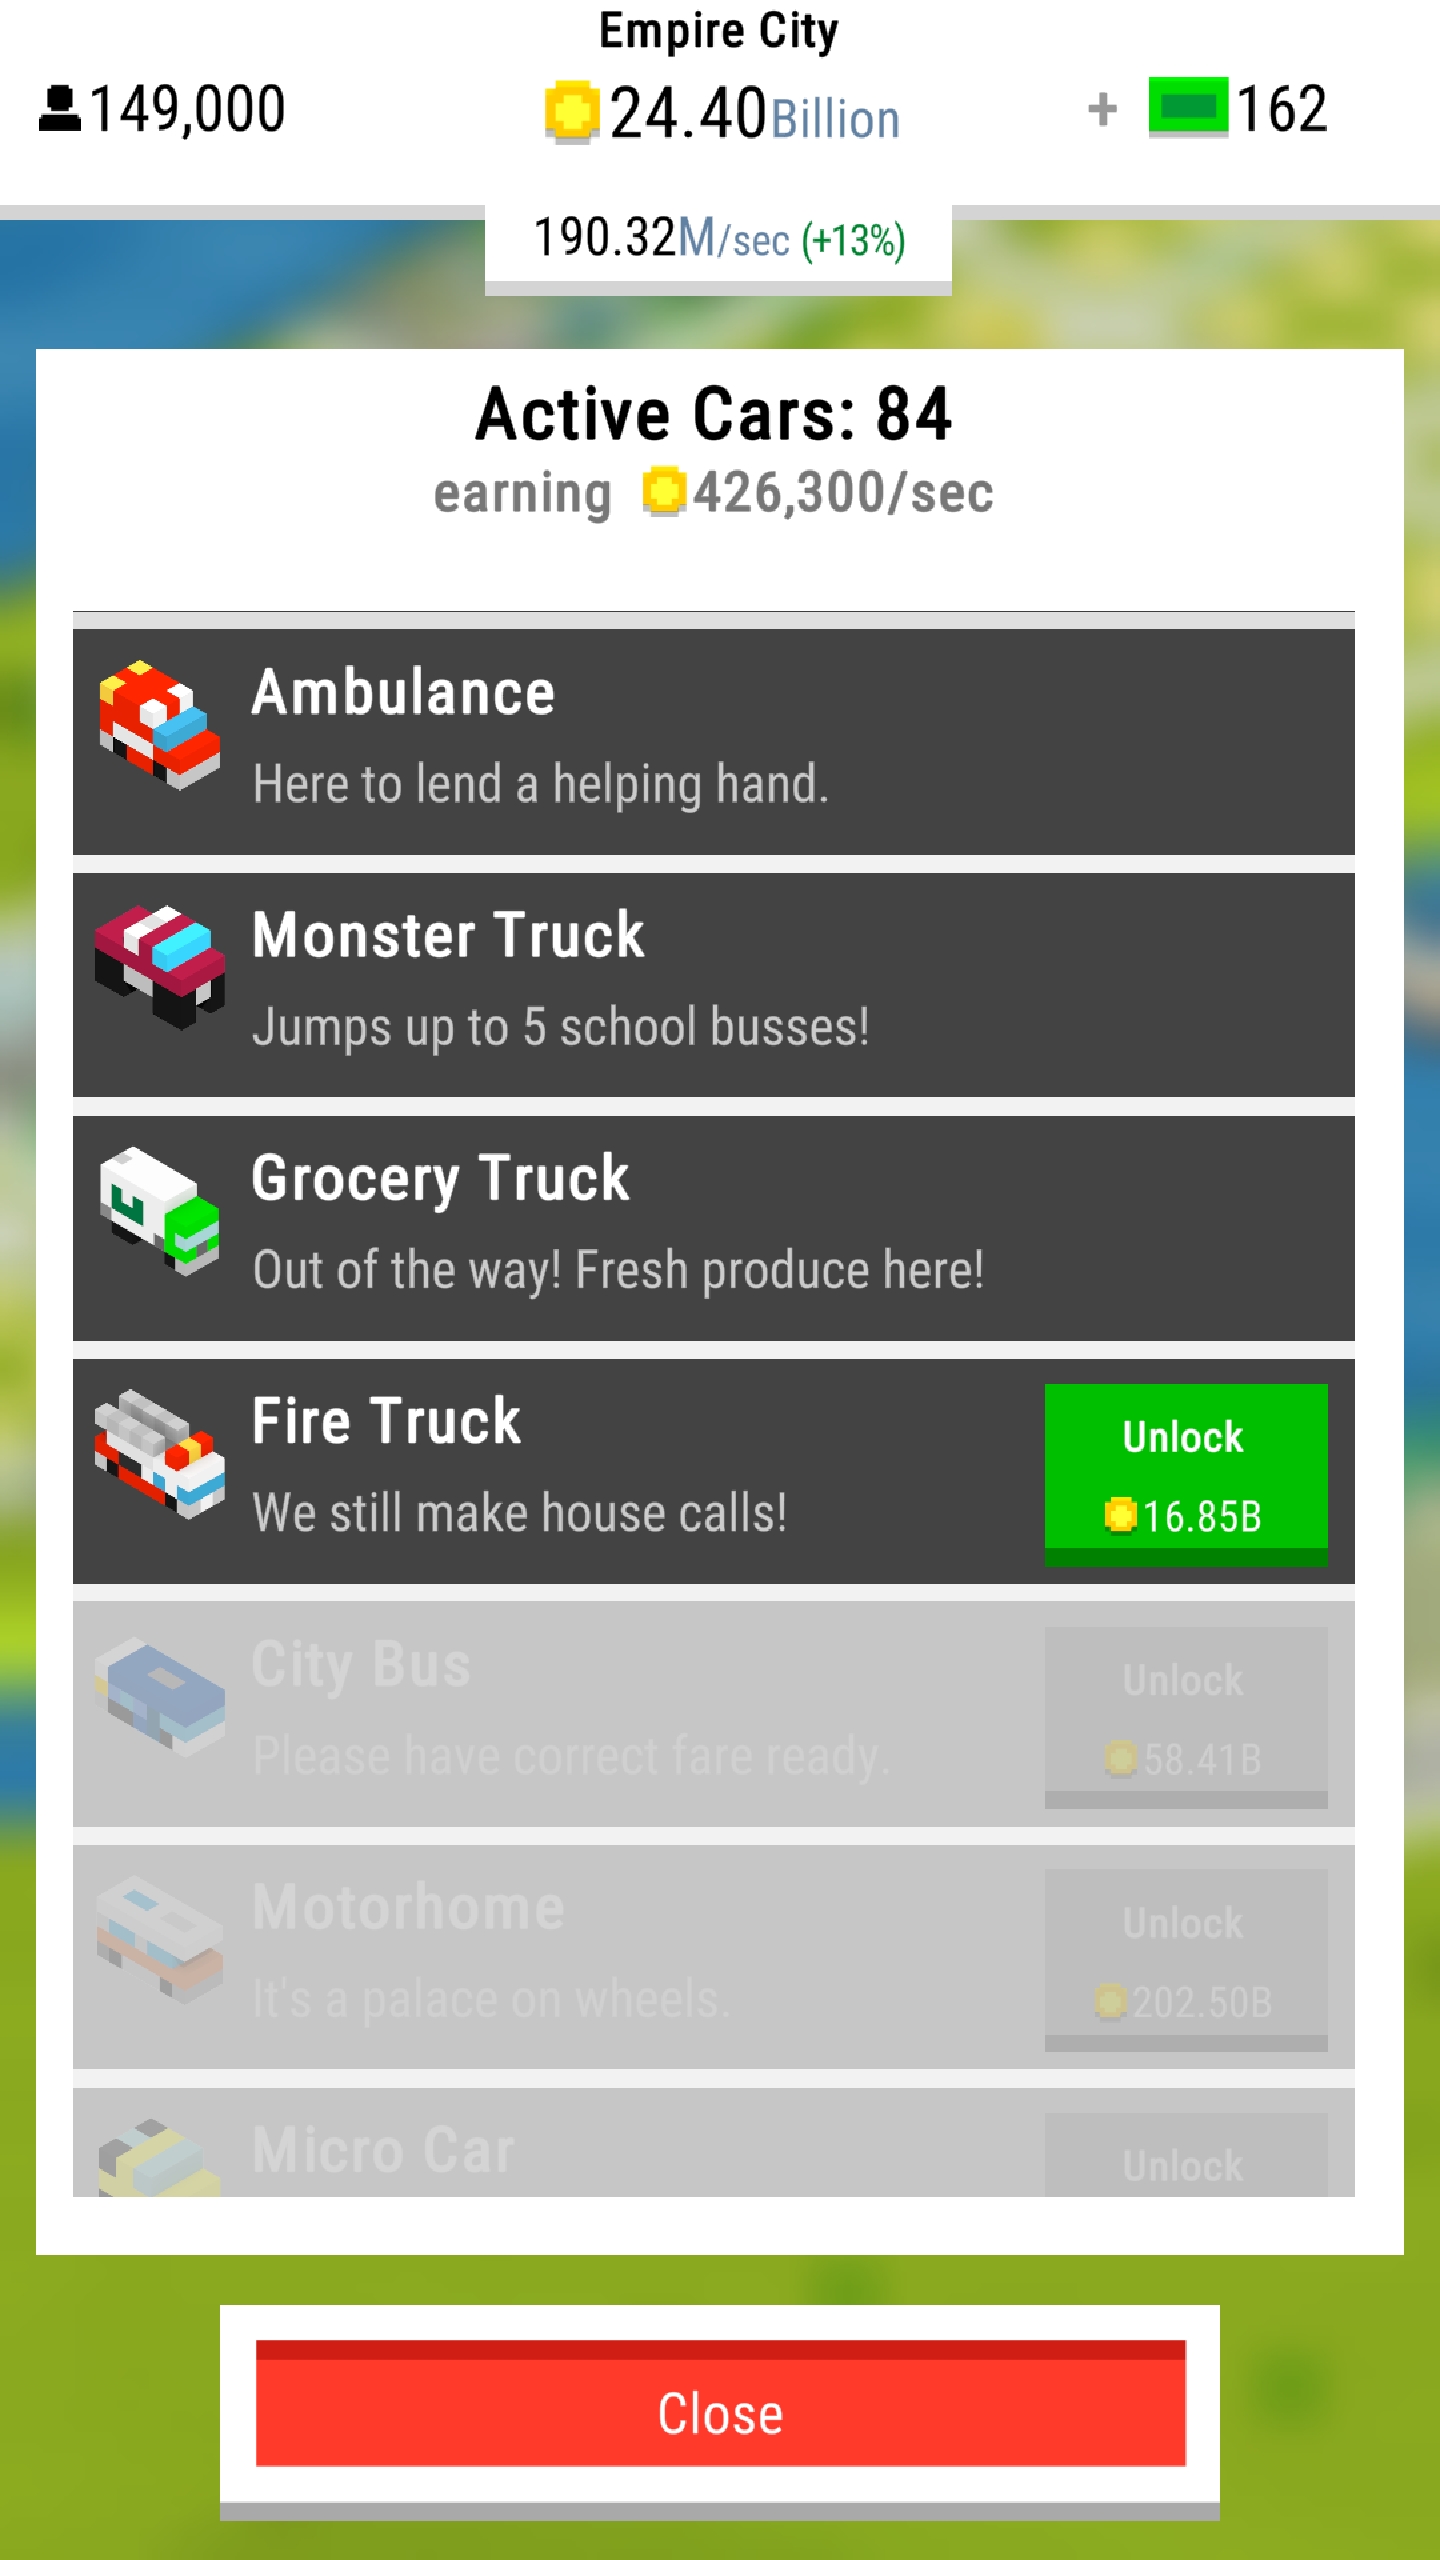 Empire City
149,000
24.40Billion
+ 162
190.32M/sec (+13%)
Active Cars: 84
earning 426,300/sec
Ambulance
Here to lend a helping hand.
Monster Truck
Jumps up to 5 school busses!
Grocery Truck
Out of the way! Fresh produce here!
Fire Truck
We still make house calls!
Unlock
16.85B
City Bus
Please have correct fare ready.
Unlock
58.41B
Motorhome
It's a palace on wheels.
Unlock
202.50B
Micro Car
Unlock
Close